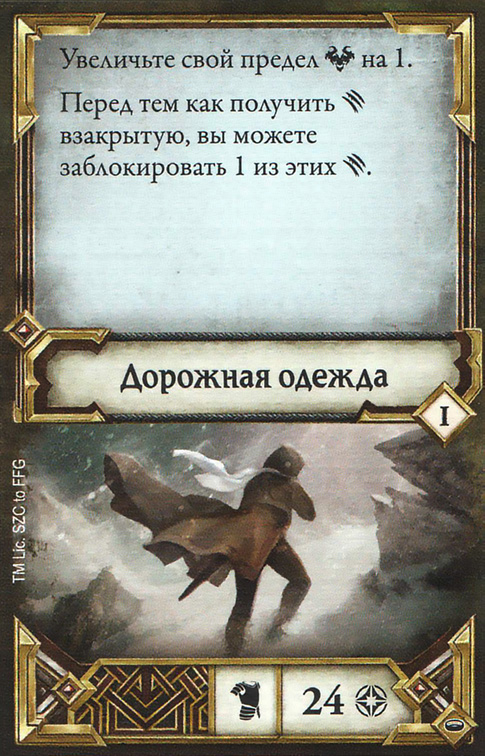 Увеличьте свой предел на 1.
Перед тем как получить
взакрытую, вы можете
заблокировать 1 из этих .
Дорожная одежда
I
TM Lic. SZC to FFG
24